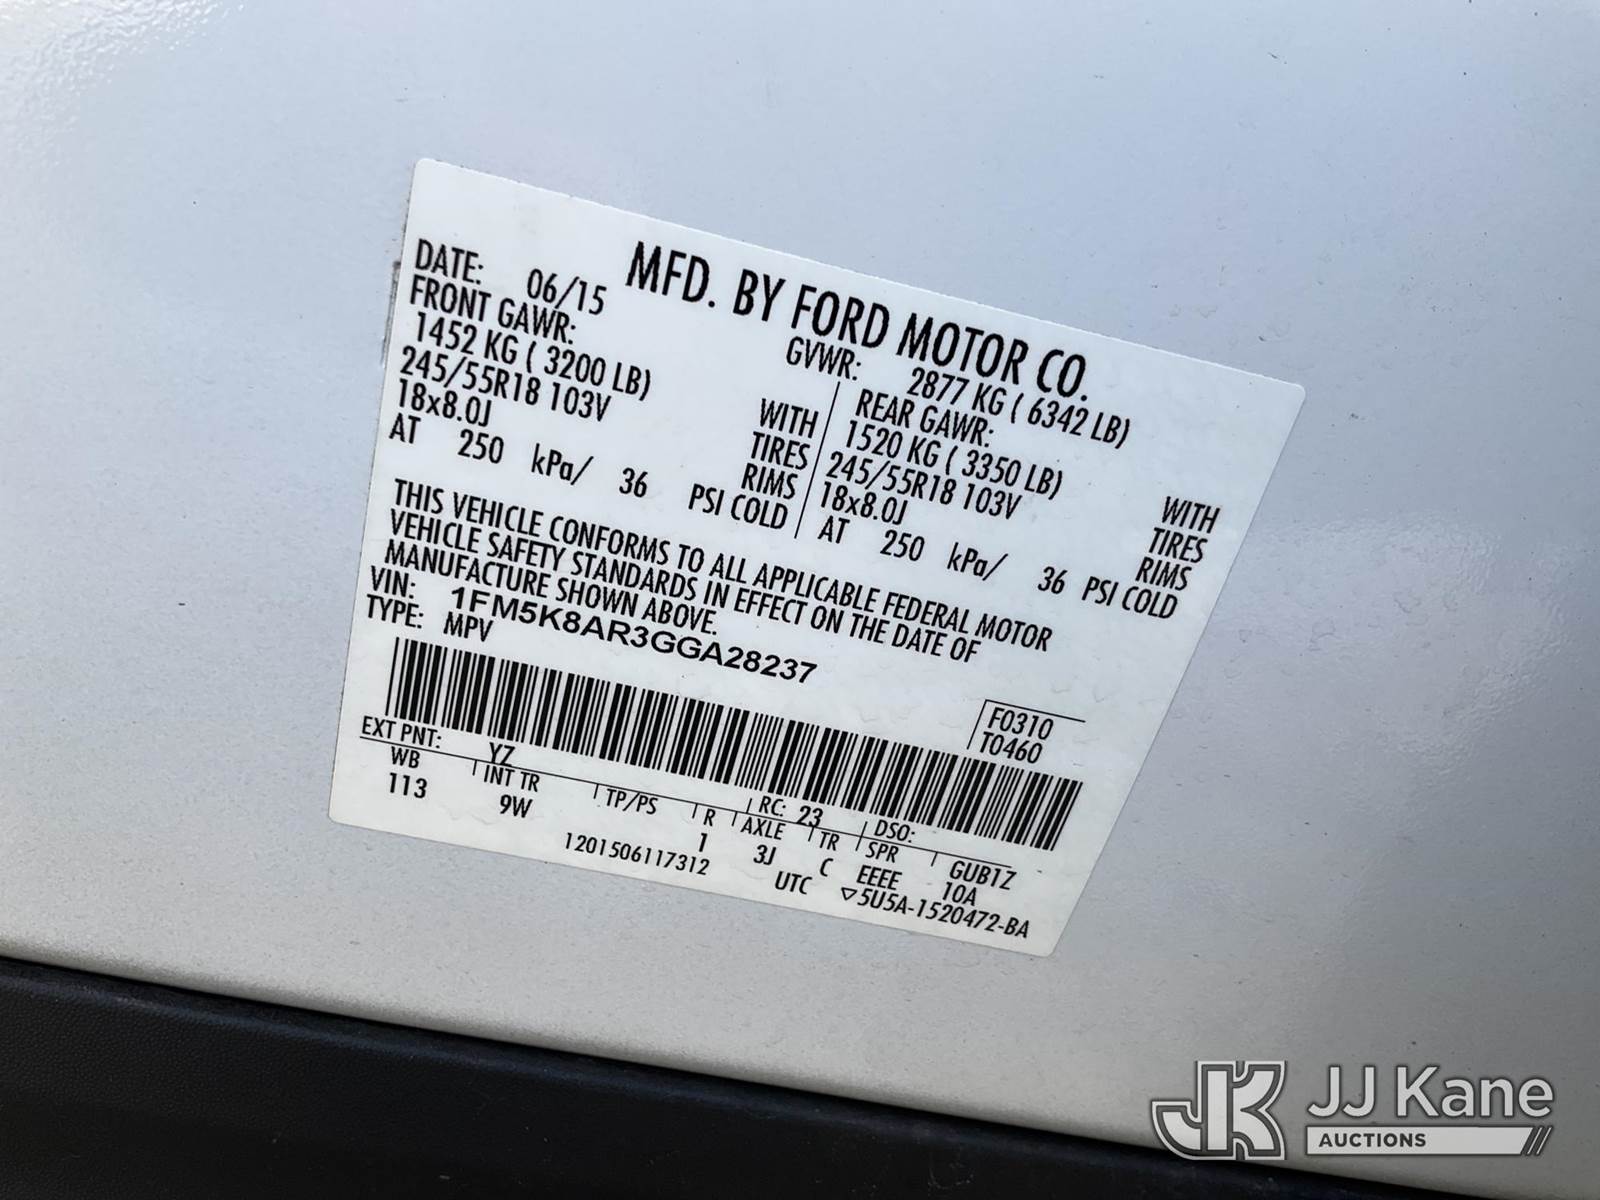 MFD. BY FORD MOTOR CO.
DATE: 06/15 GVWR: 2877 KG ( 6342 LB)
FRONT GAWR: REAR GAWR:
1452 KG ( 3200 LB) WITH 1520 KG ( 3350 LB) WITH
245/55R18 103V TIRES 245/55R18 103V TIRES
18x8.0J RIMS 18x8.0J RIMS
AT 250 kPa/ 36 PSI COLD AT 250 kPa/ 36 PSI COLD
THIS VEHICLE CONFORMS TO ALL APPLICABLE FEDERAL MOTOR
VEHICLE SAFETY STANDARDS IN EFFECT ON THE DATE OF
MANUFACTURE SHOWN ABOVE.
VIN: 1FM5K8AR3GGA28237
TYPE: MPV
F0310
T0460
EXT PNT: YZ RC: 23 DSO:
WB INT TR TP/PS R AXLE TR SPR GUB1Z
113 9W 1 3J C EEEE 10A
1201506117312 UTC ▽5U5A-1520472-BA
JK JJ Kane
AUCTIONS